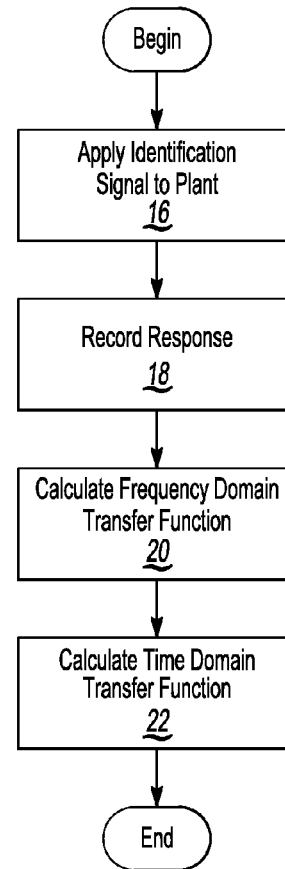 Begin
Apply Identification
Signal to Plant
16
Record Response
18
Calculate Frequency Domain
Transfer Function
20
Calculate Time Domain
Transfer Function
22
End